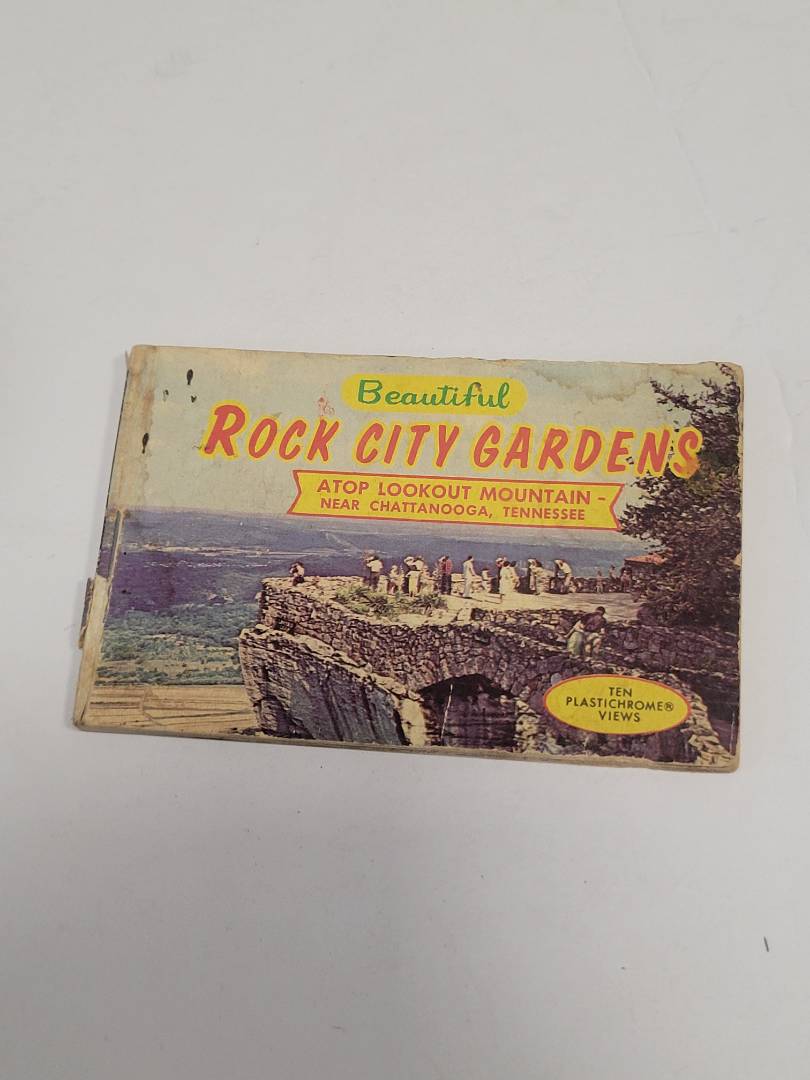 Beautiful
ROCK CITY GARDENS
ATOP LOOKOUT MOUNTAIN -
NEAR CHATTANOOGA, TENNESSEE
TEN
PLASTICHROME®
VIEWS